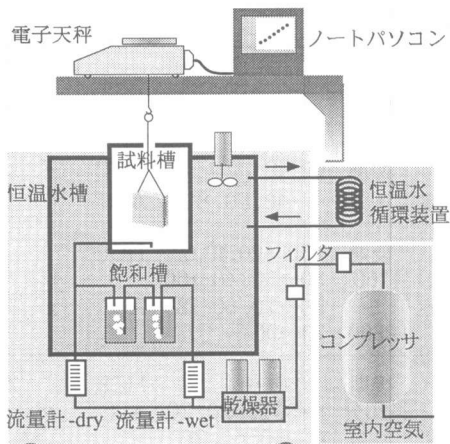 電子天秤
ノートパソコン
試料槽
恒温水槽
恒温水
循環装置
フィルタ
飽和槽
コンプレッサ
乾燥器
流量計-dry 流量計-wet
室内空気